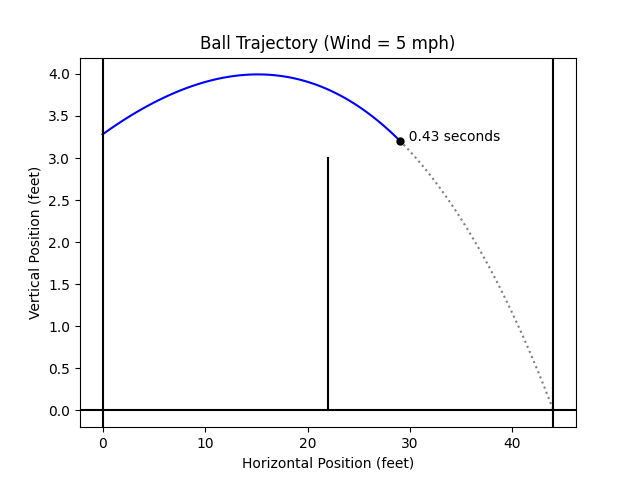 Ball Trajectory (Wind = 5 mph)
Vertical Position (feet)
4.0
3.5
3.0
2.5
2.0
1.5
1.0
0.5
0.0
0.43 seconds
0 10 20 30 40
Horizontal Position (feet)